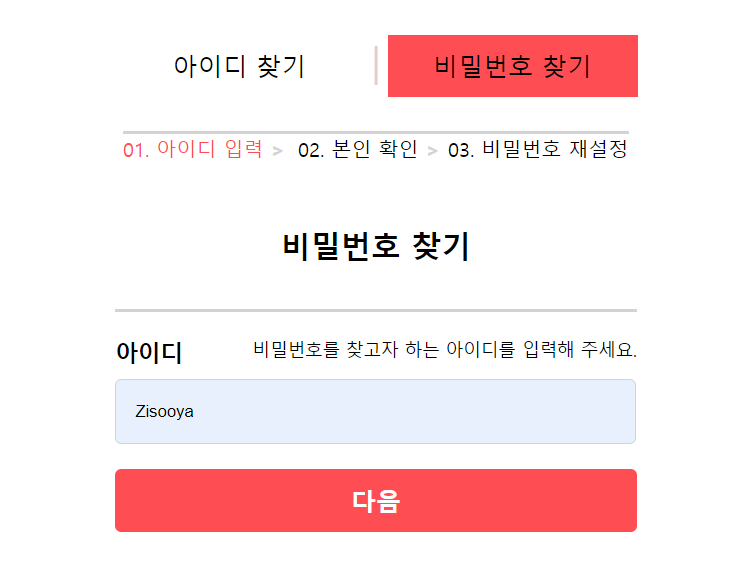 아이디 찾기 비밀번호 찾기
01. 아이디 입력 > 02. 본인 확인 > 03. 비밀번호 재설정
비밀번호 찾기
아이디 비밀번호를 찾고자 하는 아이디를 입력해 주세요.
Zisooya
다음